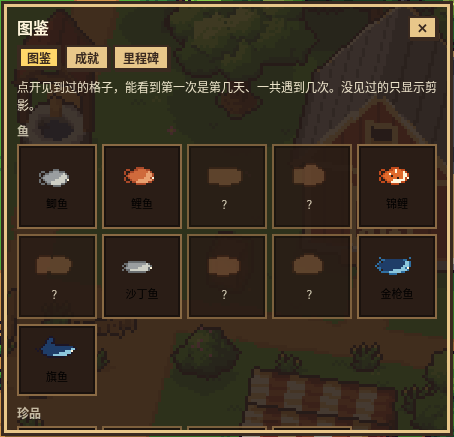 图鉴
×
图鉴 成就 里程碑
点开见到过的格子，能看到第一次是第几天、一共遇到几次。没见过的只显示剪
影。
鱼
鲫鱼 鲤鱼 ? ? 锦鲤
? 沙丁鱼 ? ? 金枪鱼
旗鱼
珍品